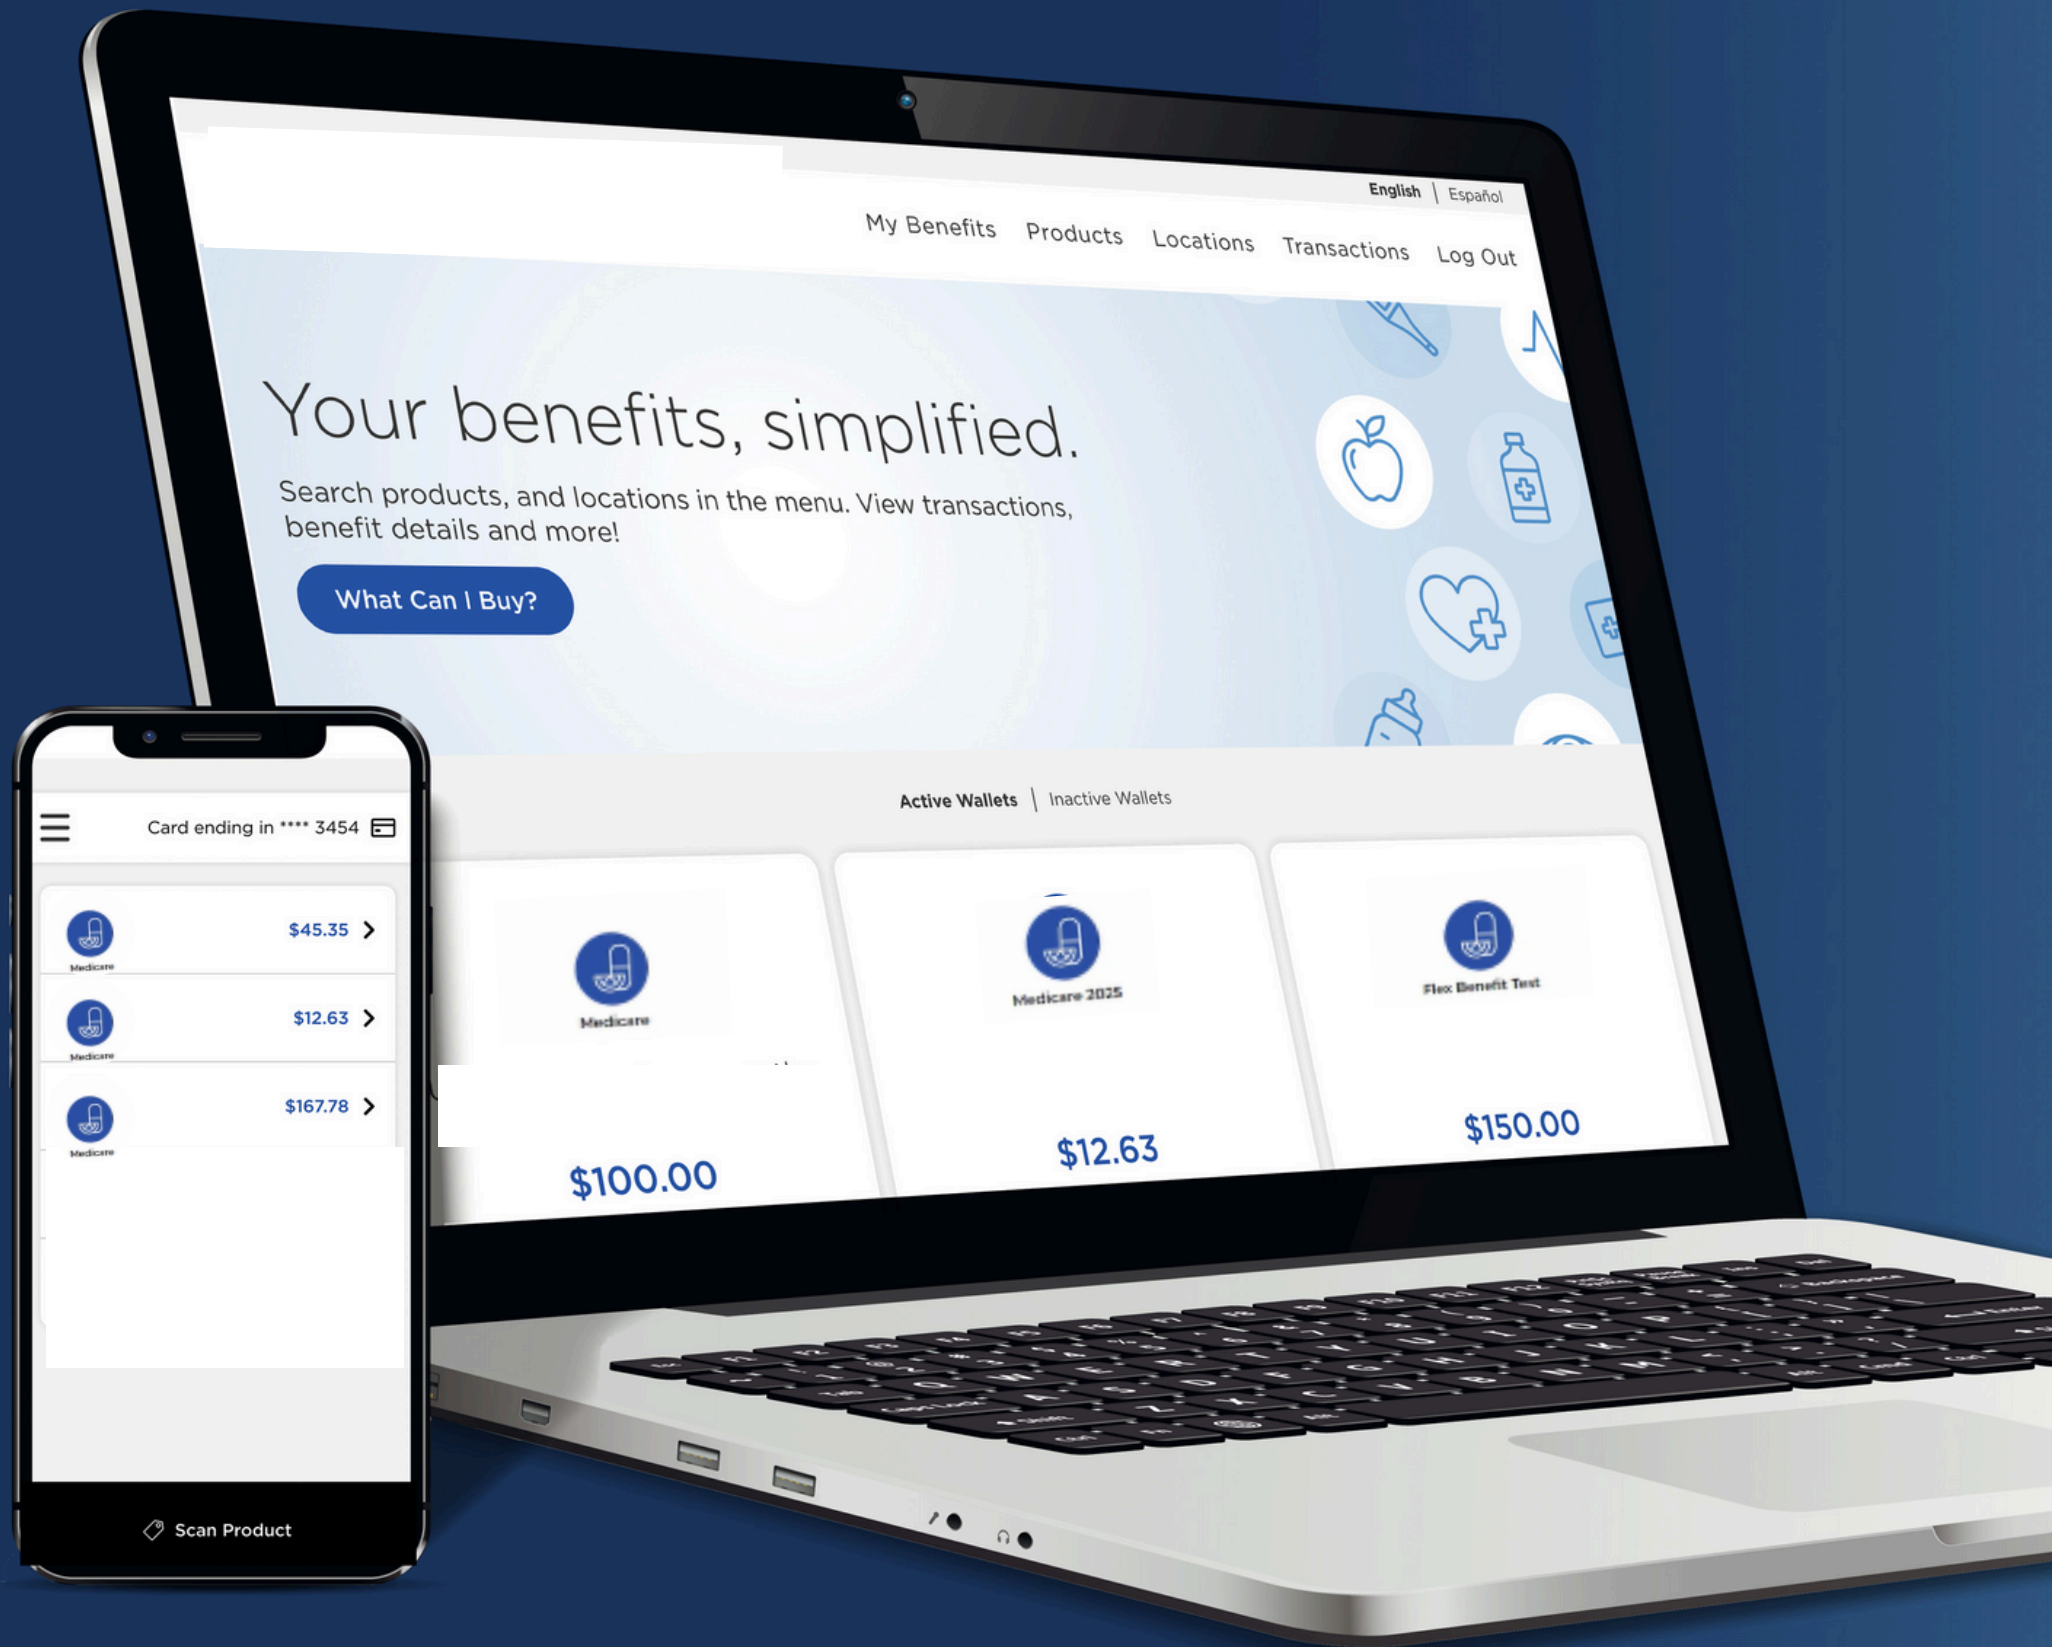 English | Español
My Benefits Products Locations Transactions Log Out
Your benefits, simplified.
Search products, and locations in the menu. View transactions,
benefit details and more!
What Can I Buy?
Active Wallets | Inactive Wallets
Medicare
$100.00
Medicare 2025
$12.63
Flex Benefit Test
$150.00
Card ending in **** 3454
$45.35
Medicare
$12.63
Medicare
$167.78
Medicare
Scan Product